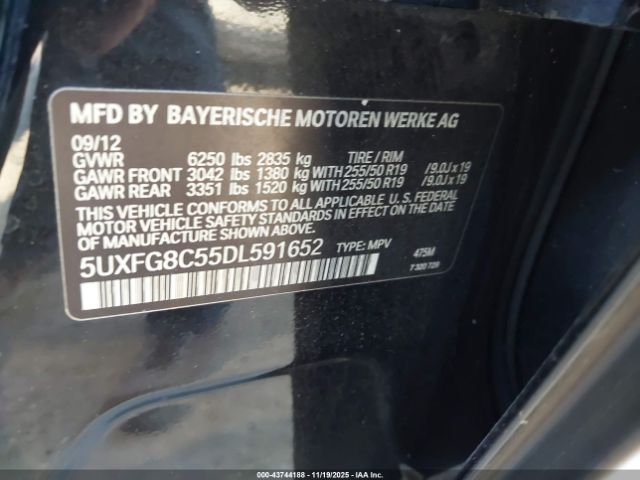 MFD BY BAYERISCHE MOTOREN WERKE AG
09/12
GVWR 6250 lbs 2835 kg TIRE / RIM
GAWR FRONT 3042 lbs 1380 kg WITH 255/50 R19 /9.0J x 19
GAWR REAR 3351 lbs 1520 kg WITH 255/50 R19 /9.0J x 19
THIS VEHICLE CONFORMS TO ALL APPLICABLE U.S. FEDERAL
MOTOR VEHICLE SAFETY STANDARDS IN EFFECT ON THE DATE OF
MANUFACTURE SHOWN ABOVE.
5UXFG8C55DL591652 TYPE: MPV 475M
T 320 728
000-43744188 | 11/19/2025 - IAA, Inc.